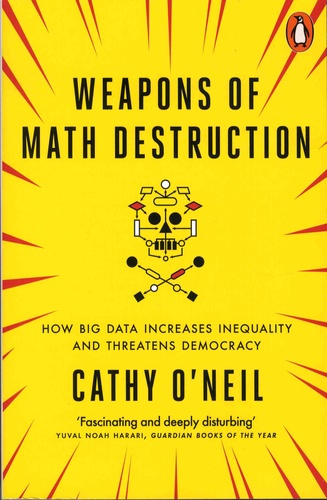 WEAPONS OF
MATH DESTRUCTION
HOW BIG DATA INCREASES INEQUALITY
AND THREATENS DEMOCRACY
CATHY O'NEIL
'Fascinating and deeply disturbing'
YUVAL NOAH HARARI, GUARDIAN BOOKS OF THE YEAR